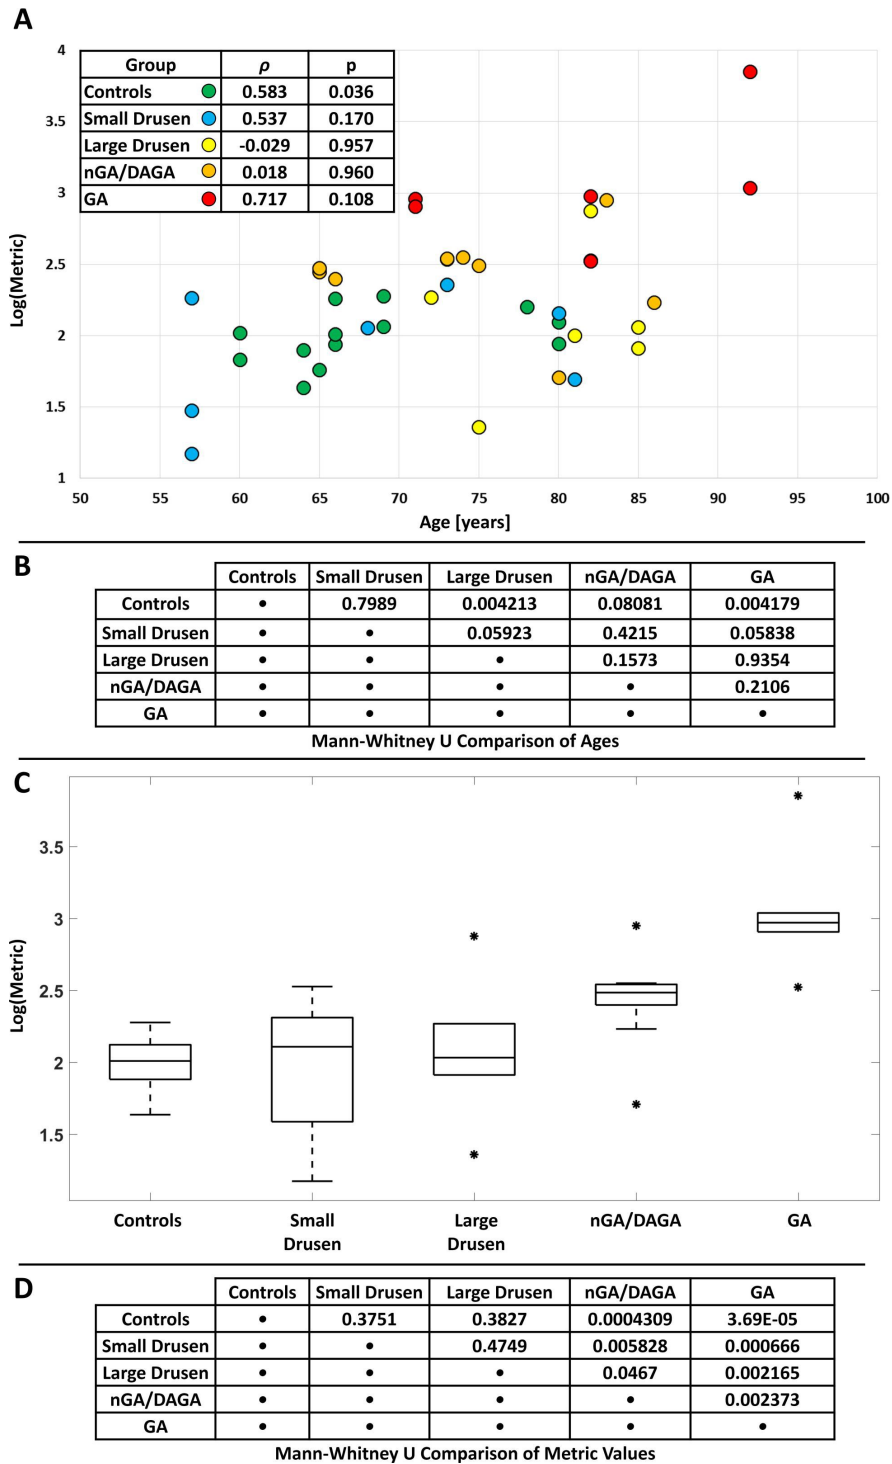 A
Group ρ p
Controls 0.583 0.036
Small Drusen 0.537 0.170
Large Drusen -0.029 0.957
nGA/DAGA 0.018 0.960
GA 0.717 0.108
4
3.5
3
2.5
2
1.5
1
Log(Metric)
50 55 60 65 70 75 80 85 90 95 100
Age [years]
B
Controls Small Drusen Large Drusen nGA/DAGA GA
Controls • 0.7989 0.004213 0.08081 0.004179
Small Drusen • • 0.05923 0.4215 0.05838
Large Drusen • • • 0.1573 0.9354
nGA/DAGA • • • • 0.2106
GA • • • • •
Mann-Whitney U Comparison of Ages
C
3.5
3
2.5
2
1.5
Log(Metric)
Controls Small Large nGA/DAGA GA
Drusen Drusen
D
Controls Small Drusen Large Drusen nGA/DAGA GA
Controls • 0.3751 0.3827 0.0004309 3.69E-05
Small Drusen • • 0.4749 0.005828 0.000666
Large Drusen • • • 0.0467 0.002165
nGA/DAGA • • • • 0.002373
GA • • • • •
Mann-Whitney U Comparison of Metric Values